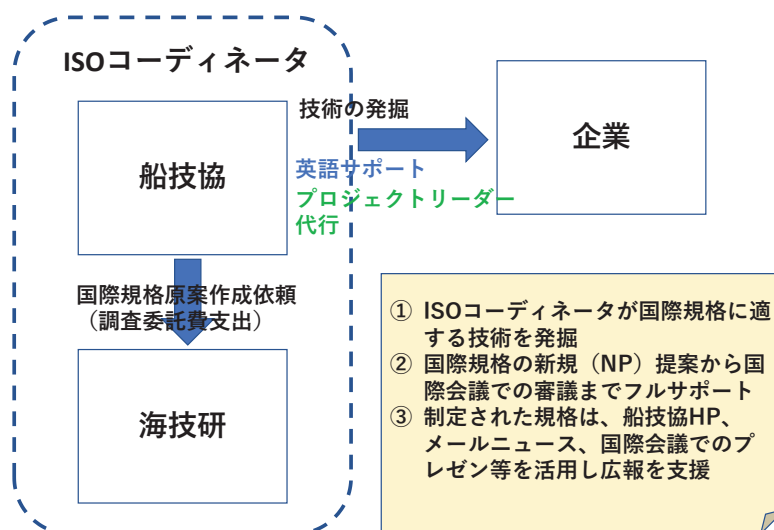 ISOコーディネータ
船技協
技術の発掘
英語サポート
プロジェクトリーダー
代行
企業
国際規格原案作成依頼
（調査委託費支出）
海技研
① ISOコーディネータが国際規格に適
する技術を発掘
② 国際規格の新規（NP）提案から国
際会議での審議までフルサポート
③ 制定された規格は、船技協HP、
メールニュース、国際会議でのプ
レゼン等を活用し広報を支援